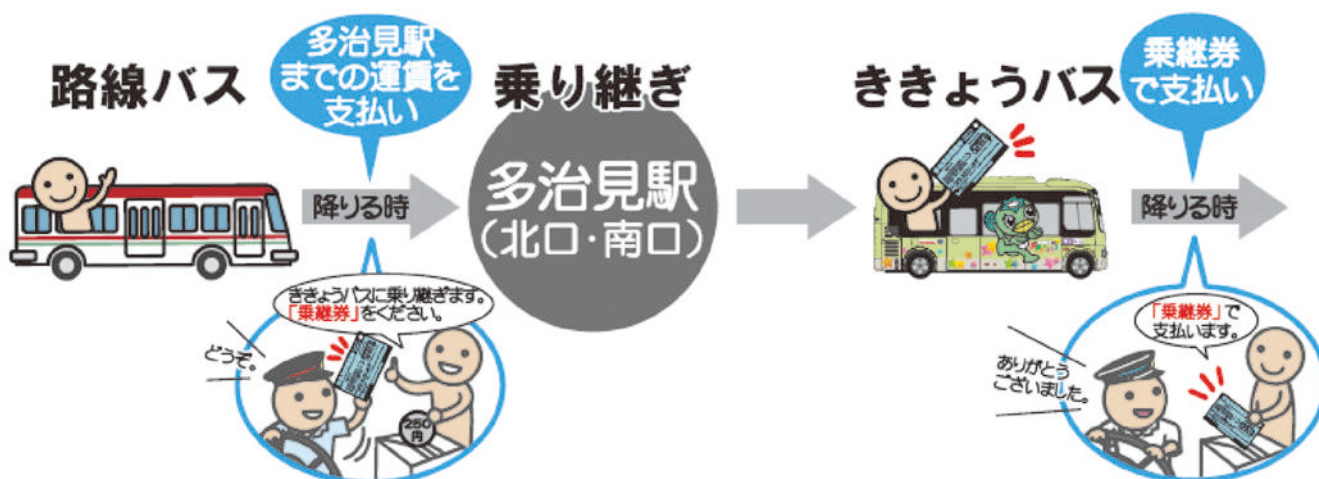 路線バス
多治見駅
までの運賃を
支払い
降りる時
ききょうバスに乗り継ぎます。
「乗継券」をください。
どうぞ。
250
円
乗り継ぎ
多治見駅
(北口・南口)
ききょうバス
乗継券
で支払い
降りる時
「乗継券」で
支払います。
ありがとう
ございました。